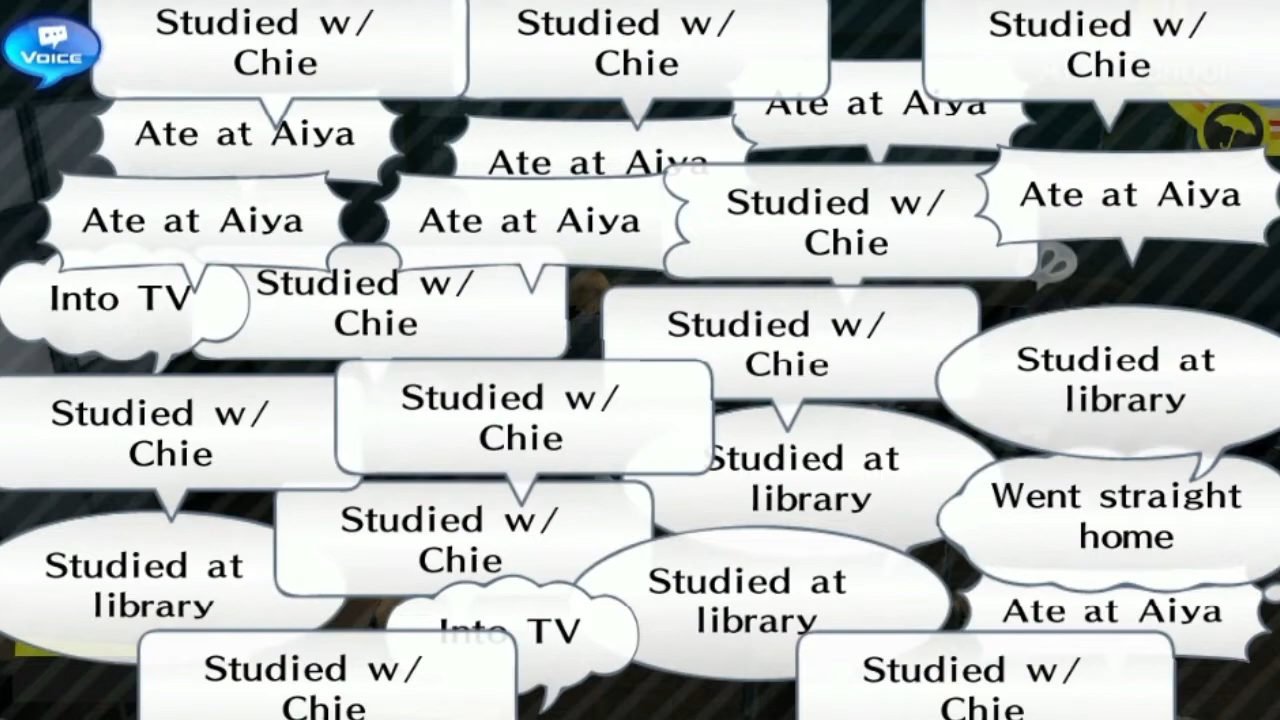 VOICE
Studied w/
Chie
Studied w/
Chie
Studied w/
Chie
Ate at Aiya
Ate at Aiya
Ate at Aiya
Ate at Aiya
Ate at Aiya
Studied w/
Chie
Ate at Aiya
Into TV
Studied w/
Chie
Studied w/
Chie
Studied at
library
Studied w/
Chie
Studied w/
Chie
Studied at
library
Went straight
home
Studied w/
Chie
Studied at
library
Studied at
library
Ate at Aiya
Into TV
Studied w/
Chie
Studied w/
Chie